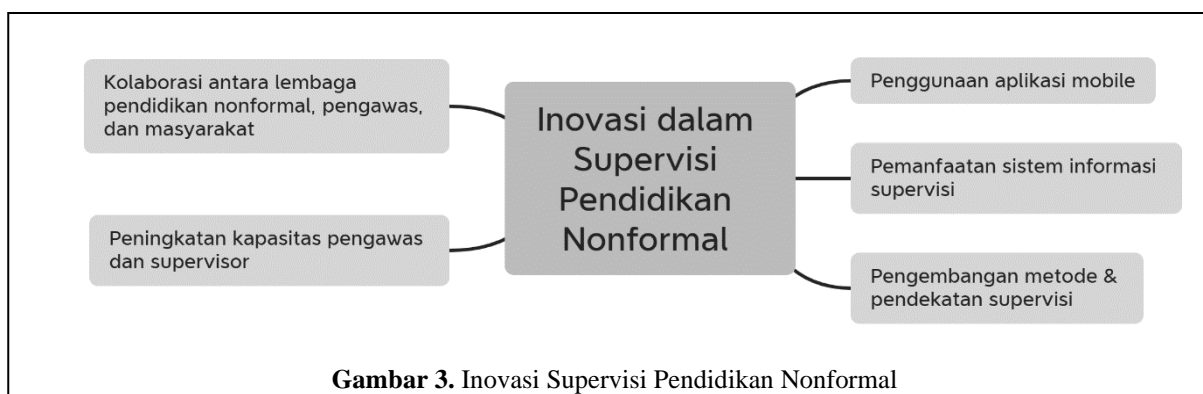 Kolaborasi antara lembaga
pendidikan nonformal, pengawas,
dan masyarakat
Peningkatan kapasitas pengawas
dan supervisor
Inovasi dalam
Supervisi
Pendidikan
Nonformal
Penggunaan aplikasi mobile
Pemanfaatan sistem informasi
supervisi
Pengembangan metode &
pendekatan supervisi
Gambar 3. Inovasi Supervisi Pendidikan Nonformal